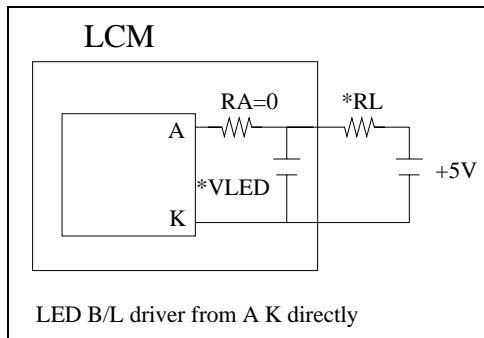 LCM
RA=0
*RL
A
*VLED
+5V
K
LED B/L driver from A K directly